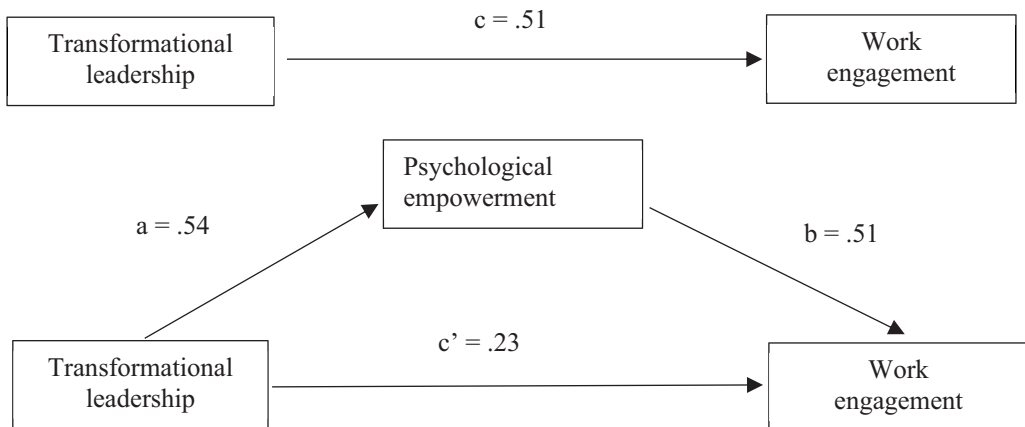 c = .51
Transformational
leadership
Work
engagement
Psychological
empowerment
a = .54
b = .51
c’ = .23
Transformational
leadership
Work
engagement